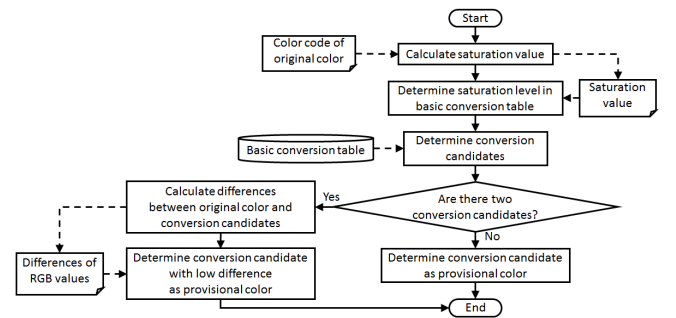 Start
Color code of
original color
Calculate saturation value
Determine saturation level in
basic conversion table
Saturation
value
Basic conversion table
Determine conversion
candidates
Calculate differences
between original color and
conversion candidates
Yes
Are there two
conversion candidates?
No
Differences of
RGB values
Determine conversion candidate
with low difference
as provisional color
Determine conversion candidate
as provisional color
End